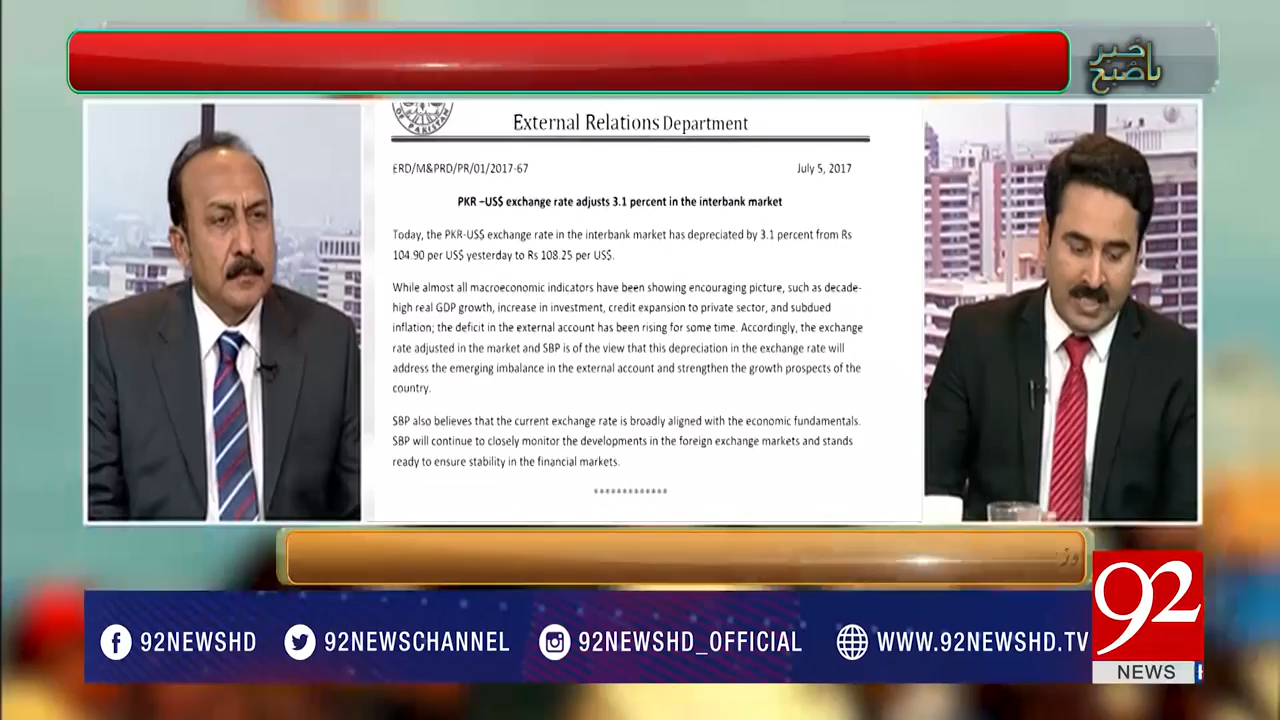 باخبر صبح
OF PAKISTAN
External Relations Department
ERD/M&PRD/PR/01/2017-67 July 5, 2017
PKR –US$ exchange rate adjusts 3.1 percent in the interbank market
Today, the PKR-US$ exchange rate in the interbank market has depreciated by 3.1 percent from Rs
104.90 per US$ yesterday to Rs 108.25 per US$.
While almost all macroeconomic indicators have been showing encouraging picture, such as decade-
high real GDP growth, increase in investment, credit expansion to private sector, and subdued
inflation; the deficit in the external account has been rising for some time. Accordingly, the exchange
rate adjusted in the market and SBP is of the view that this depreciation in the exchange rate will
address the emerging imbalance in the external account and strengthen the growth prospects of the
country.
SBP also believes that the current exchange rate is broadly aligned with the economic fundamentals.
SBP will continue to closely monitor the developments in the foreign exchange markets and stands
ready to ensure stability in the financial markets.
*************
92NEWSHD 92NEWSCHANNEL 92NEWSHD_OFFICIAL WWW.92NEWSHD.TV
92
NEWS